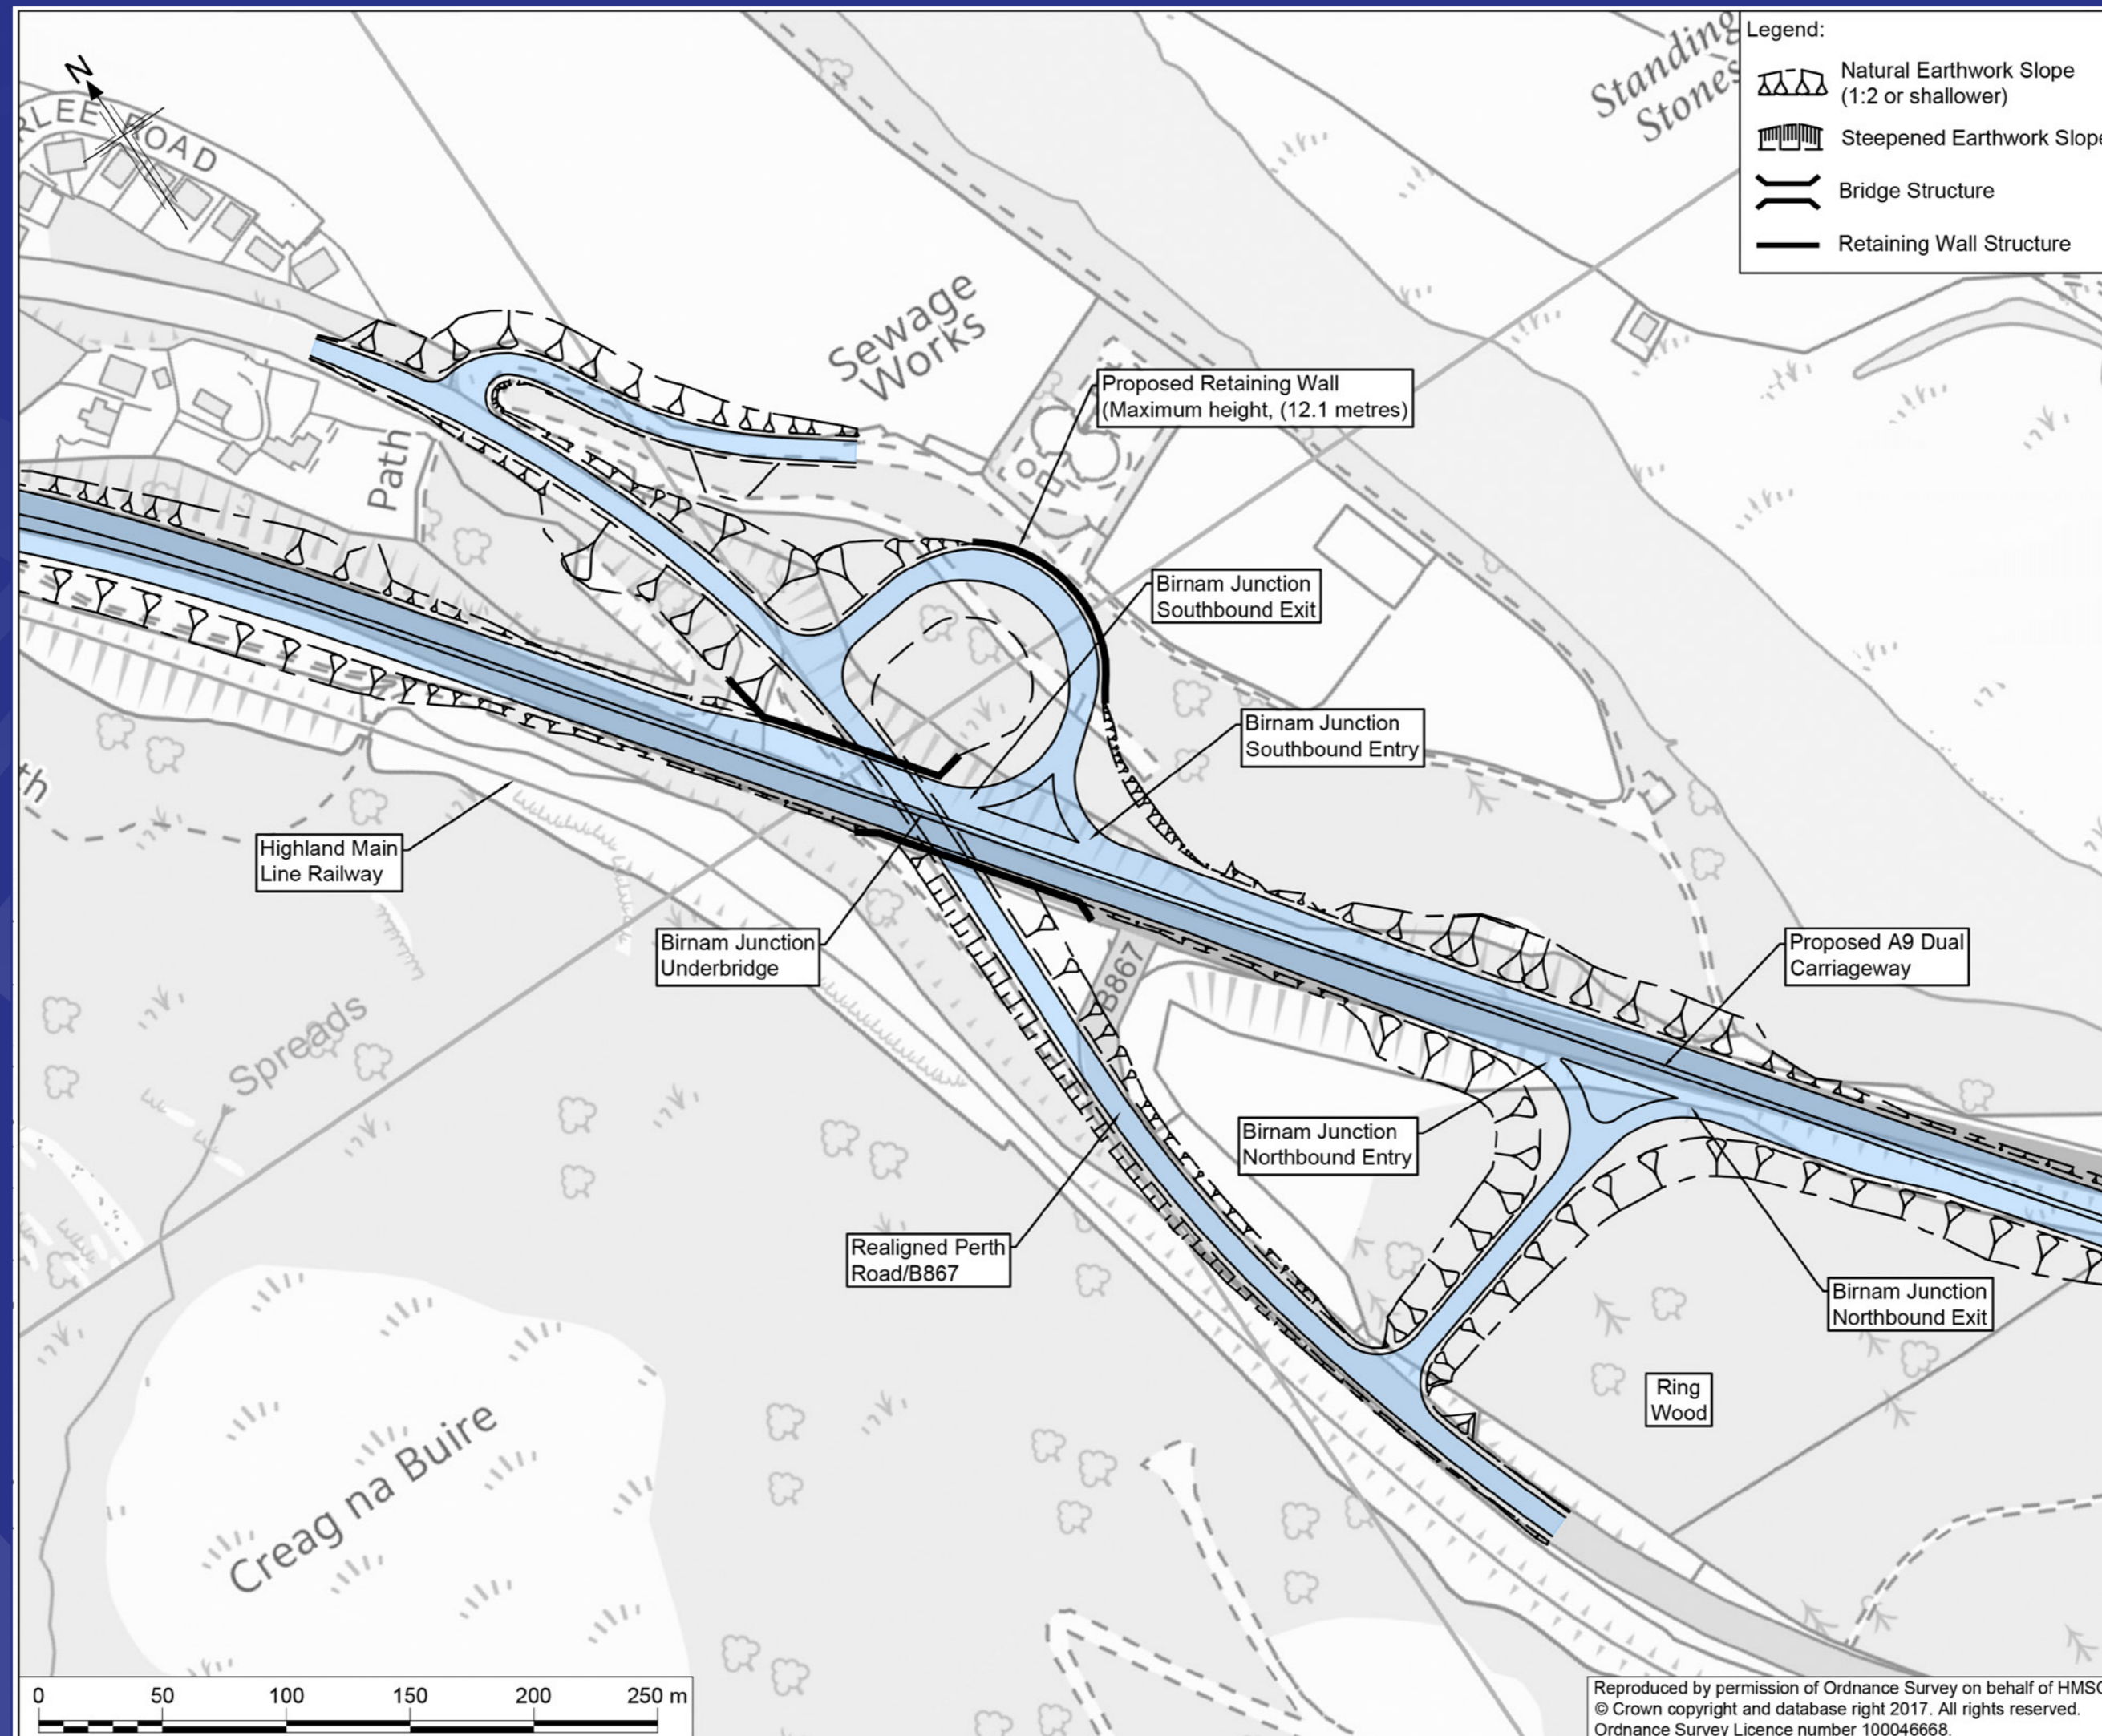 N
RLEE ROAD
Standing
Stones
Legend:
Natural Earthwork Slope
(1:2 or shallower)
Steepened Earthwork Slope
Bridge Structure
Retaining Wall Structure
Sewage
Works
Proposed Retaining Wall
(Maximum height, (12.1 metres)
Path
Birnam Junction
Southbound Exit
Birnam Junction
Southbound Entry
th
Highland Main
Line Railway
Birnam Junction
Underbridge
B867
Proposed A9 Dual
Carriageway
Spreads
Birnam Junction
Northbound Entry
Realigned Perth
Road/B867
Birnam Junction
Northbound Exit
Ring
Wood
Creag na Buire
0 50 100 150 200 250 m
Reproduced by permission of Ordnance Survey on behalf of HMSO
© Crown copyright and database right 2017. All rights reserved.
Ordnance Survey Licence number 100046668.